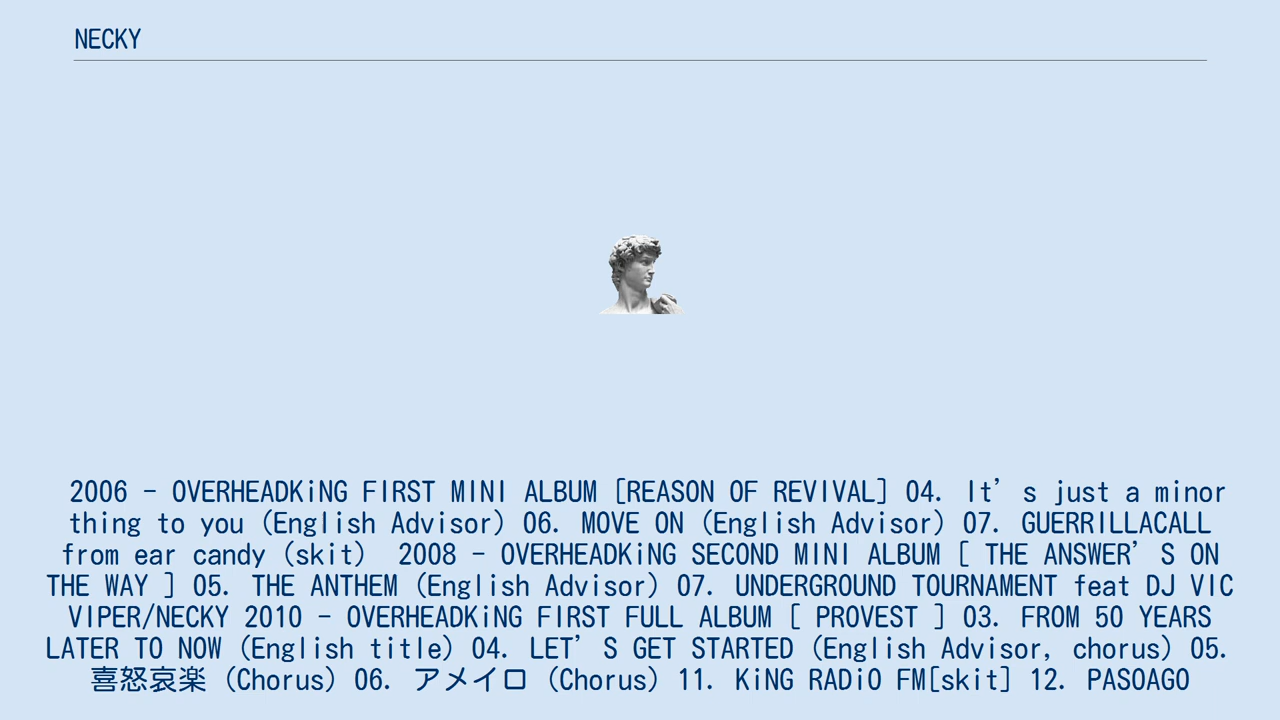 NECKY
2006 - OVERHEADKiNG FIRST MINI ALBUM [REASON OF REVIVAL] 04. It’s just a minor
thing to you (English Advisor) 06. MOVE ON (English Advisor) 07. GUERRILLACALL
from ear candy (skit) 2008 - OVERHEADKiNG SECOND MINI ALBUM [ THE ANSWER’S ON
THE WAY ] 05. THE ANTHEM (English Advisor) 07. UNDERGROUND TOURNAMENT feat DJ VIC
VIPER/NECKY 2010 - OVERHEADKiNG FIRST FULL ALBUM [ PROVEST ] 03. FROM 50 YEARS
LATER TO NOW (English title) 04. LET’S GET STARTED (English Advisor, chorus) 05.
喜怒哀楽 (Chorus) 06. アメイロ (Chorus) 11. KiNG RADiO FM[skit] 12. PASOAGO